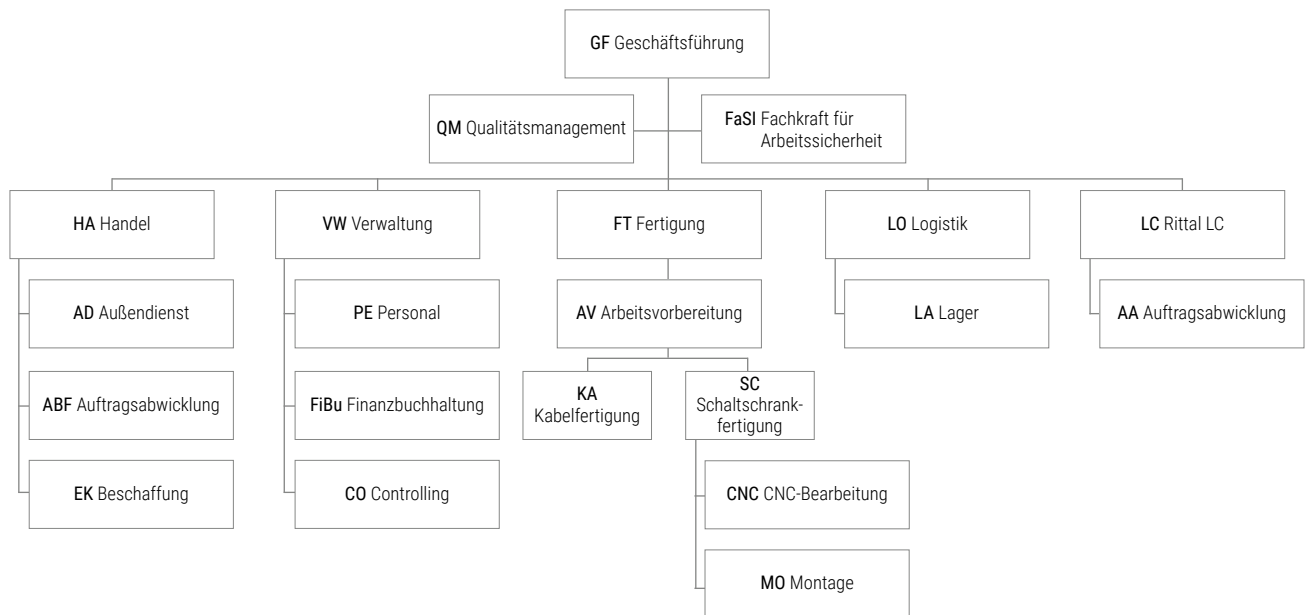 GF Geschäftsführung
QM Qualitätsmanagement
FaSI Fachkraft für
Arbeitssicherheit
HA Handel
VW Verwaltung
FT Fertigung
LO Logistik
LC Rittal LC
AD Außendienst
PE Personal
AV Arbeitsvorbereitung
LA Lager
AA Auftragsabwicklung
ABF Auftragsabwicklung
FiBu Finanzbuchhaltung
KA
Kabelfertigung
SC
Schaltschrank-
fertigung
EK Beschaffung
CO Controlling
CNC CNC-Bearbeitung
MO Montage